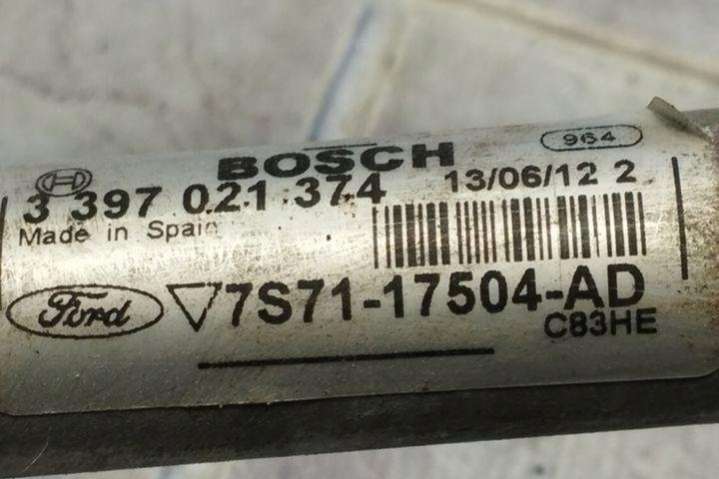 964
BOSCH
3 397 021 374
13/06/12 2
Made in Spain
Ford 7S71-17504-AD
C83HE